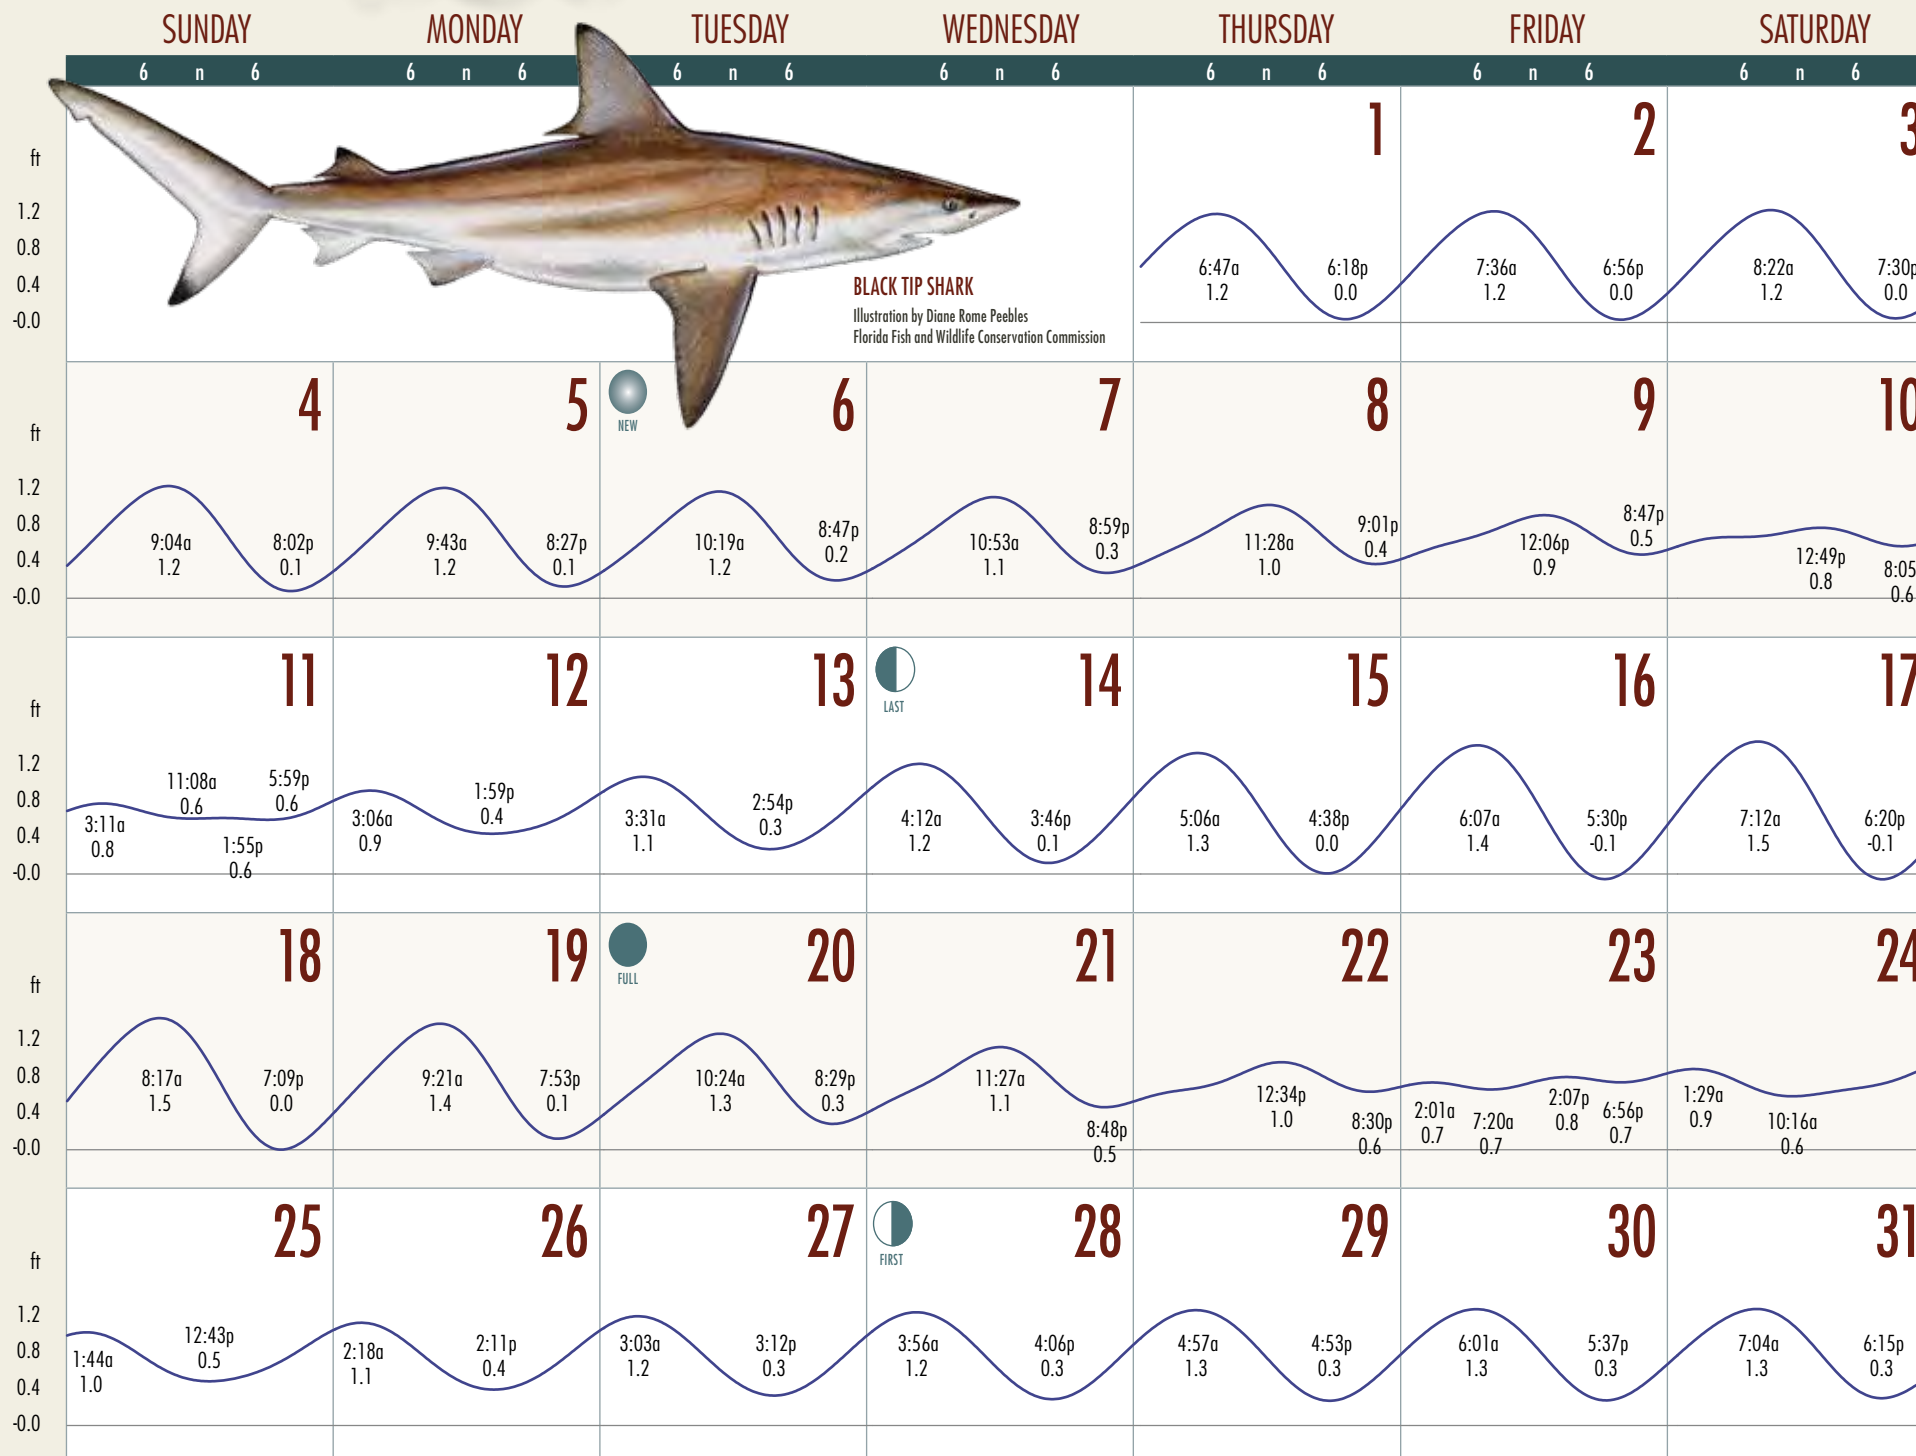 SUNDAY MONDAY TUESDAY WEDNESDAY THURSDAY FRIDAY SATURDAY
6 n 6 6 n 6 6 n 6 6 n 6 6 n 6 6 n 6 6 n 6
1 2 3
ft
1.2
0.8
0.4
-0.0
6:47a 6:18p 7:36a 6:56p 8:22a 7:30p
1.2 0.0 1.2 0.0 1.2 0.0
BLACK TIP SHARK
Illustration by Diane Rome Peebles
Florida Fish and Wildlife Conservation Commission
4 5 6 7 8 9 10
NEW
ft
1.2
0.8
0.4
-0.0
9:04a 8:02p 9:43a 8:27p 10:19a 8:47p 10:53a 8:59p 11:28a 9:01p 12:06p 8:47p 12:49p 8:05
1.2 0.1 1.2 0.1 1.2 0.2 1.1 0.3 1.0 0.4 0.9 0.5 0.8 0.6
11 12 13 14 15 16 17
LAST
ft
1.2
0.8
0.4
-0.0
3:11a 11:08a 1:55p 5:59p 3:06a 1:59p 3:31a 2:54p 4:12a 3:46p 5:06a 4:38p 6:07a 5:30p 7:12a 6:20p
0.8 0.6 0.6 0.6 0.9 0.4 1.1 0.3 1.2 0.1 1.3 0.0 1.4 -0.1 1.5 -0.1
18 19 20 21 22 23 24
FULL
ft
1.2
0.8
0.4
-0.0
8:17a 7:09p 9:21a 7:53p 10:24a 8:29p 11:27a 8:48p 12:34p 8:30p 2:01a 7:20a 2:07p 6:56p 1:29a 10:16a
1.5 0.0 1.4 0.1 1.3 0.3 1.1 0.5 1.0 0.6 0.7 0.7 0.8 0.7 0.9 0.6
25 26 27 28 29 30 31
FIRST
ft
1.2
0.8
0.4
-0.0
1:44a 12:43p 2:18a 2:11p 3:03a 3:12p 3:56a 4:06p 4:57a 4:53p 6:01a 5:37p 7:04a 6:15p
1.0 0.5 1.1 0.4 1.2 0.3 1.2 0.3 1.3 0.3 1.3 0.3 1.3 0.3